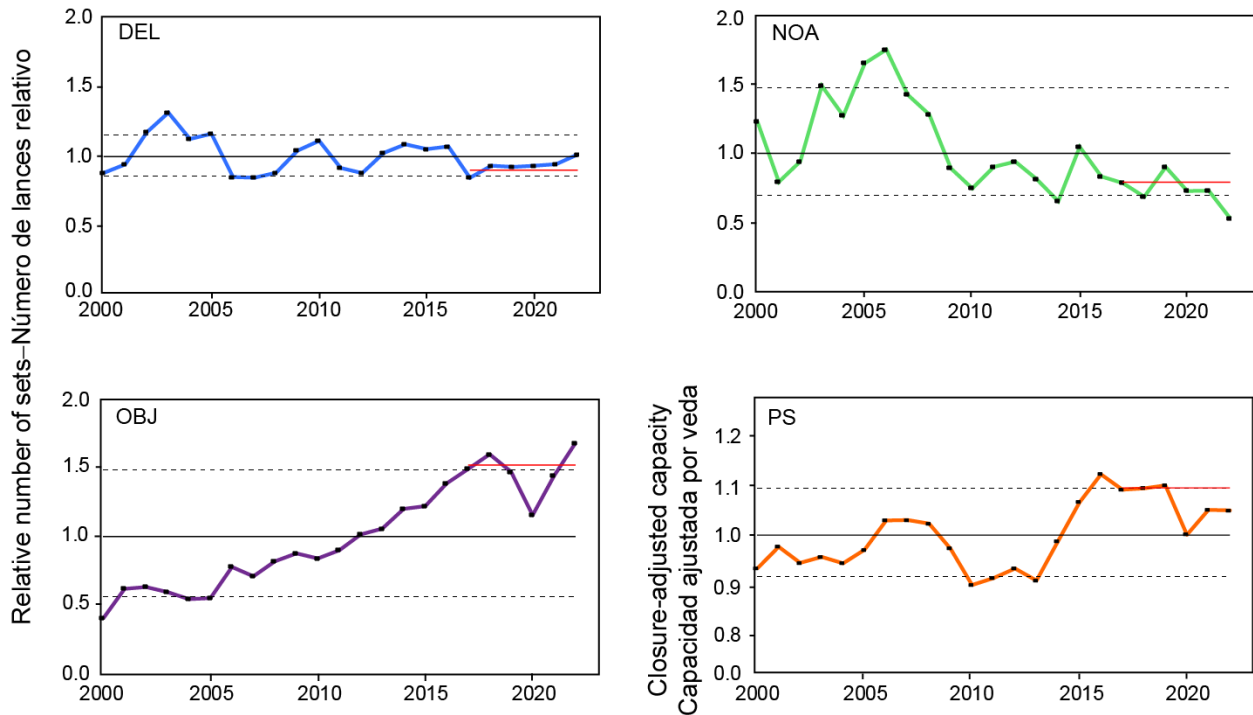 Relative number of sets–Número de lances relativo
DEL
2.0
1.5
1.0
0.5
0.0
2000 2005 2010 2015 2020
NOA
2.0
1.5
1.0
0.5
0.0
2000 2005 2010 2015 2020
OBJ
2.0
1.5
1.0
0.5
0.0
2000 2005 2010 2015 2020
Closure-adjusted capacity
Capacidad ajustada por veda
PS
1.2
1.1
1.0
0.9
0.8
0.0
2000 2005 2010 2015 2020